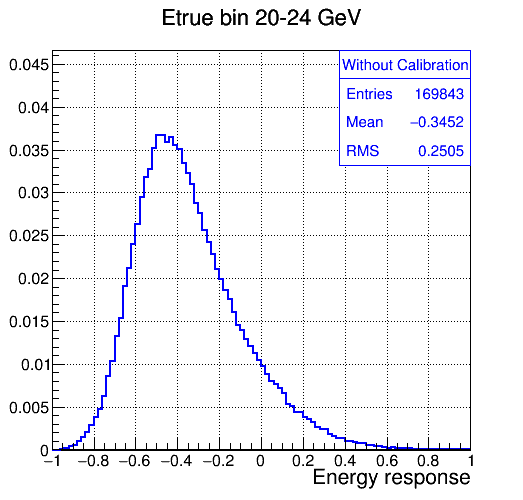 Etrue bin 20-24 GeV
Without Calibration
Entries 169843
Mean −0.3452
RMS 0.2505
0.045
0.04
0.035
0.03
0.025
0.02
0.015
0.01
0.005
0
−1 −0.8 −0.6 −0.4 −0.2 0 0.2 0.4 0.6 0.8 1
Energy response